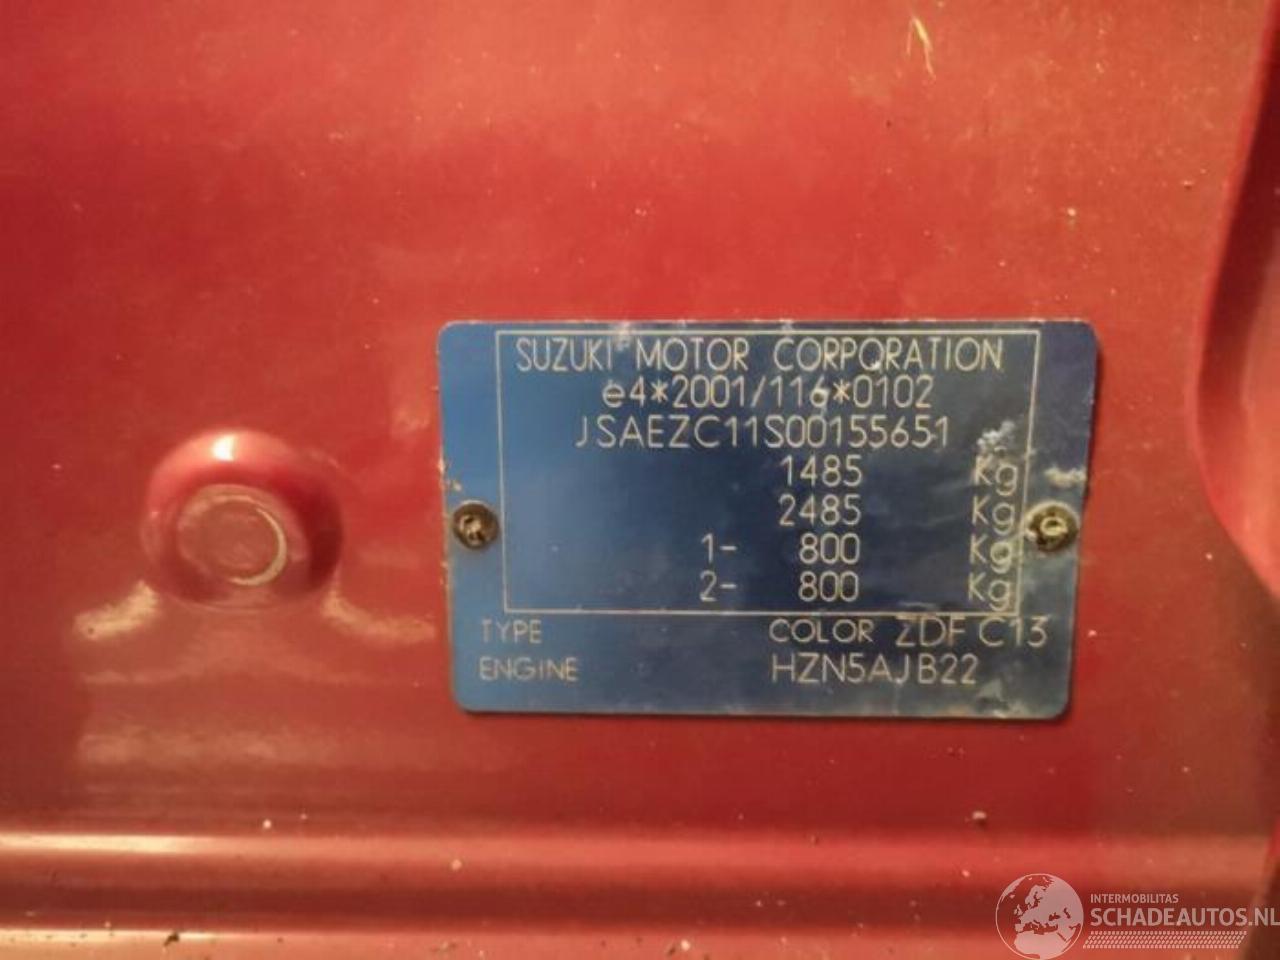 SUZUKI MOTOR CORPORATION
e4*2001/116*0102
JSAEZC11S00155651
1485 Kg
2485 Kg
1- 800 Kg
2- 800 Kg
TYPE COLOR ZDF C13
ENGINE HZN5AJB22
INTERMOBILITAS
SCHADEAUTOS.NL